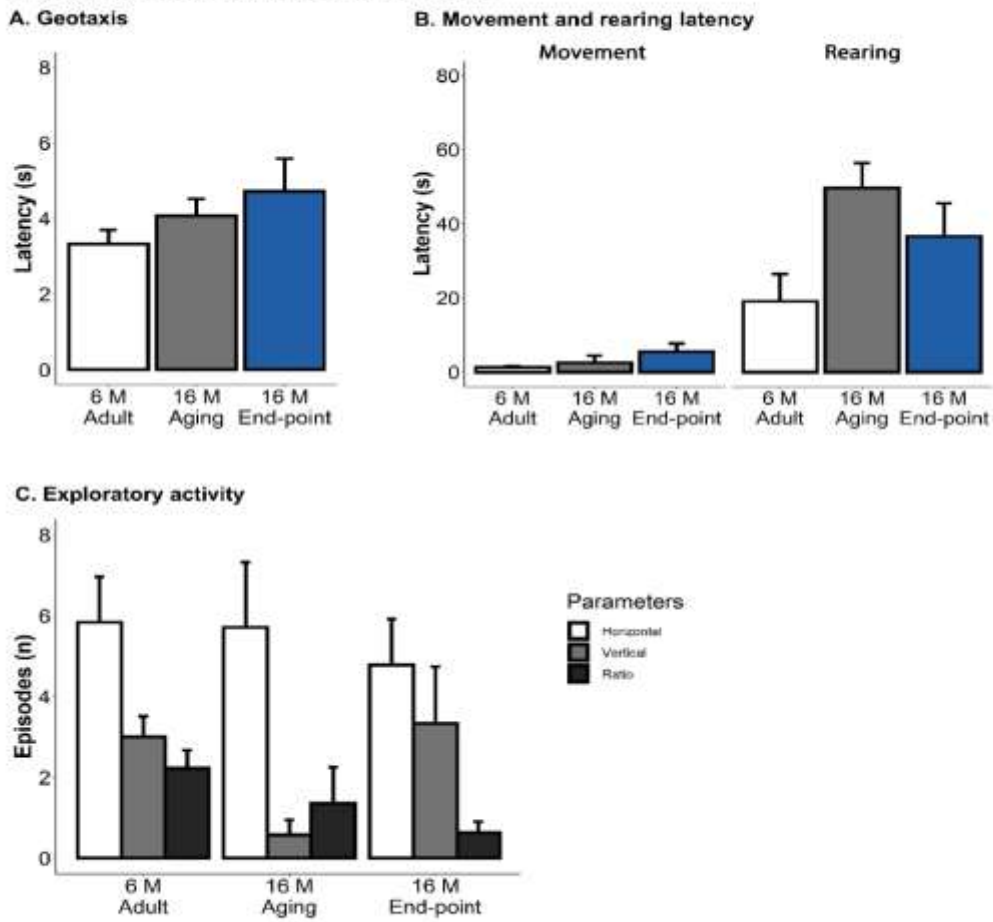 A. Geotaxis
8
6
4
2
0
Latency (s)
6 M
Adult
16 M
Aging
16 M
End-point
B. Movement and rearing latency
Movement
Rearing
80
60
40
20
0
Latency (s)
6 M
Adult
16 M
Aging
16 M
End-point
6 M
Adult
16 M
Aging
16 M
End-point
C. Exploratory activity
8
6
4
2
0
Episodes (n)
6 M
Adult
16 M
Aging
16 M
End-point
Parameters
Horizontal
Vertical
Ratio